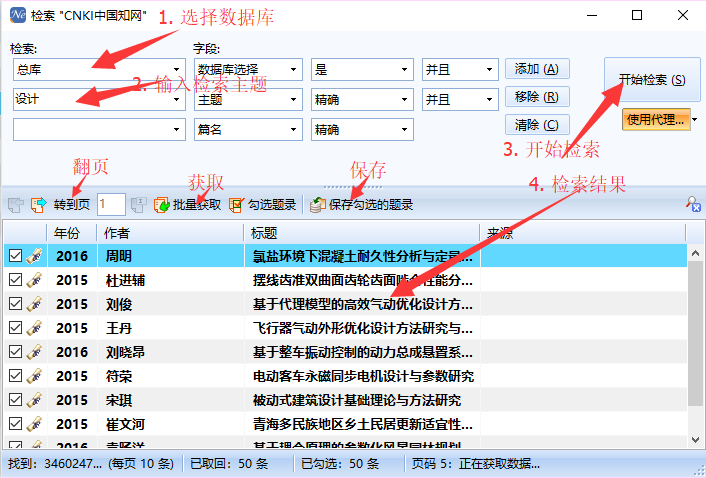 检索 "CNKI中国知网"
1. 选择数据库
检索:
字段:
总库 数据库选择 是 并且 添加 (A)
设计 主题 精确 并且 移除 (R)
2. 输入检索主题
篇名 精确 清除 (C)
开始检索 (S)
使用代理...
3. 开始检索
翻页
获取
保存
4. 检索结果
转到页 1 批量获取 勾选题录 保存勾选的题录
年份 作者 标题 来源
2016 周明 氯盐环境下混凝土耐久性分析与定量...
2015 杜进辅 摆线齿准双曲面齿轮齿面啮合性能分...
2015 刘俊 基于代理模型的高效气动优化设计方...
2015 王丹 飞行器气动外形优化设计方法研究与...
2016 刘晓昂 基于整车振动控制的动力总成悬置系...
2015 符荣 电动客车永磁同步电机设计与参数研究
2015 宋琪 被动式建筑设计基础理论与方法研究
2015 崔文河 青海多民族地区乡土民居更新适宜性...
2015
找到: 3460247... (每页 10 条) 已取回: 50 条 已勾选: 50 条 页码 5: 正在获取数据...